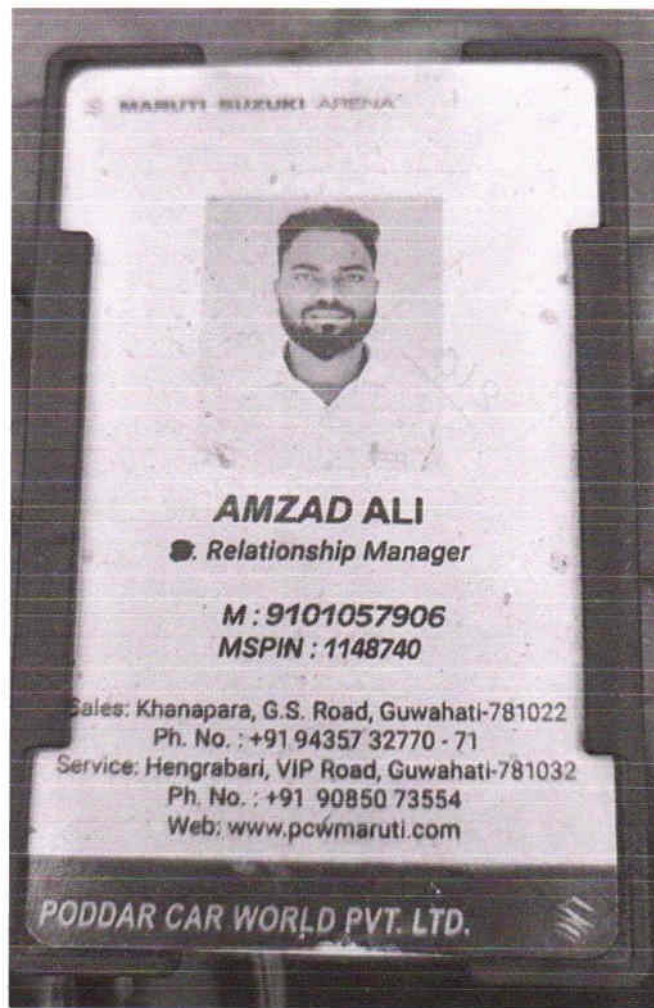 MARUTI SUZUKI ARENA
AMZAD ALI
. Relationship Manager
M : 9101057906
MSPIN : 1148740
Sales: Khanapara, G.S. Road, Guwahati-781022
Ph. No. : +91 94357 32770 - 71
Service: Hengrabari, VIP Road, Guwahati-781032
Ph. No. : +91 90850 73554
Web: www.pcwmaruti.com
PODDAR CAR WORLD PVT. LTD.